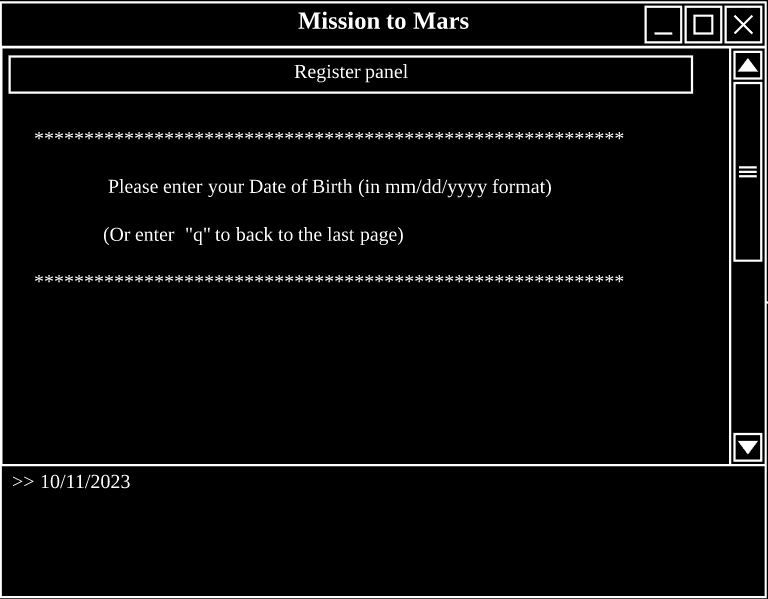 Mission to Mars
Register panel
***********************************************************
Please enter your Date of Birth (in mm/dd/yyyy format)
(Or enter  "q" to back to the last page)
***********************************************************
>> 10/11/2023